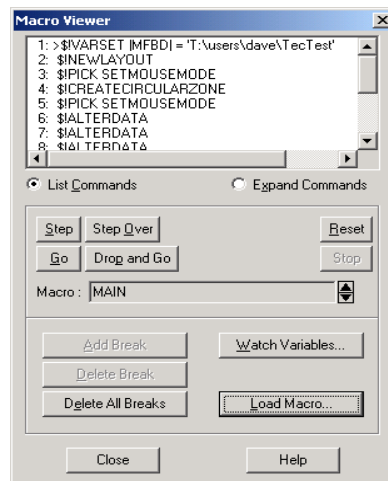 Macro Viewer
1: >$!VARSET |MFBD| = 'T:\users\dave\TecTest'
2: $!NEWLAYOUT
3: $!PICK SETMOUSEMODE
4: $!CREATECIRCULARZONE
5: $!PICK SETMOUSEMODE
6: $!ALTERDATA
7: $!ALTERDATA
8: $!ALTERDATA
List Commands Expand Commands
Step Step Over Reset
Go Drop and Go Stop
Macro : MAIN
Add Break Watch Variables...
Delete Break
Delete All Breaks Load Macro...
Close Help